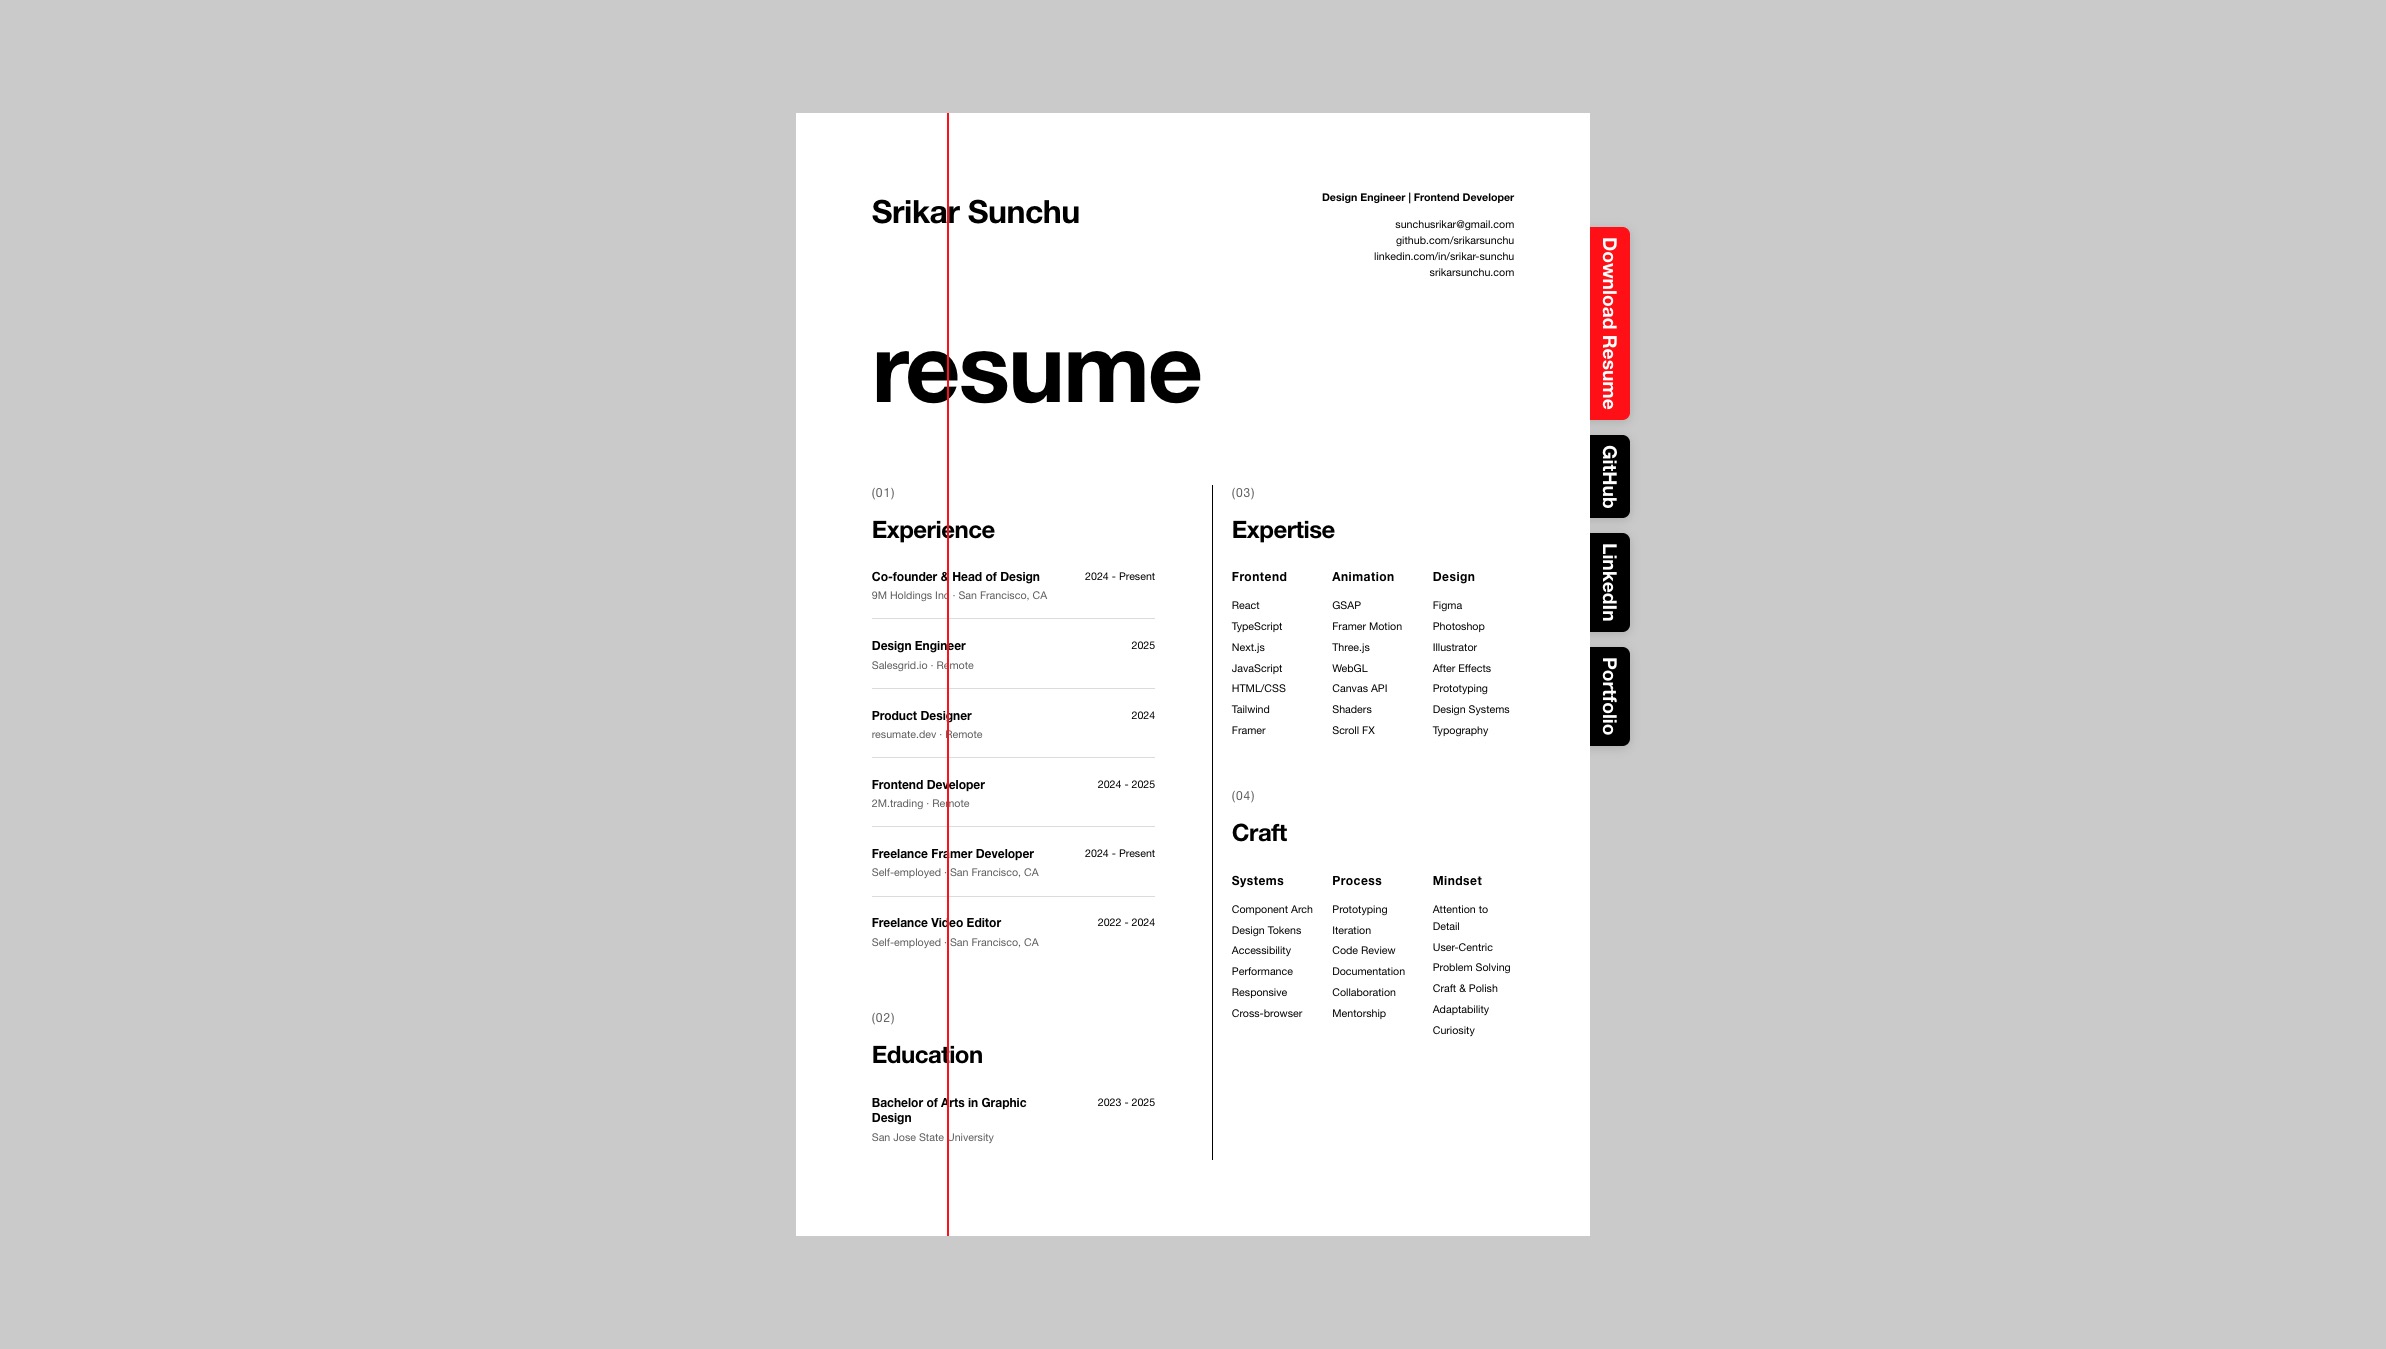 Srikar Sunchu
Design Engineer | Frontend Developer
sunchusrikar@gmail.com
github.com/srikarsunchu
linkedin.com/in/srikar-sunchu
srikarsunchu.com
resume
(01)
Experience
Co-founder & Head of Design 2024 - Present
9M Holdings Inc · San Francisco, CA
Design Engineer 2025
Salesgrid.io · Remote
Product Designer 2024
resumate.dev · Remote
Frontend Developer 2024 - 2025
2M.trading · Remote
Freelance Framer Developer 2024 - Present
Self-employed · San Francisco, CA
Freelance Video Editor 2022 - 2024
Self-employed · San Francisco, CA
(02)
Education
Bachelor of Arts in Graphic 2023 - 2025
Design
San Jose State University
(03)
Expertise
Frontend
React
TypeScript
Next.js
JavaScript
HTML/CSS
Tailwind
Framer
Animation
GSAP
Framer Motion
Three.js
WebGL
Canvas API
Shaders
Scroll FX
Design
Figma
Photoshop
Illustrator
After Effects
Prototyping
Design Systems
Typography
(04)
Craft
Systems
Component Arch
Design Tokens
Accessibility
Performance
Responsive
Cross-browser
Process
Prototyping
Iteration
Code Review
Documentation
Collaboration
Mentorship
Mindset
Attention to
Detail
User-Centric
Problem Solving
Craft & Polish
Adaptability
Curiosity
Download Resume
GitHub
LinkedIn
Portfolio